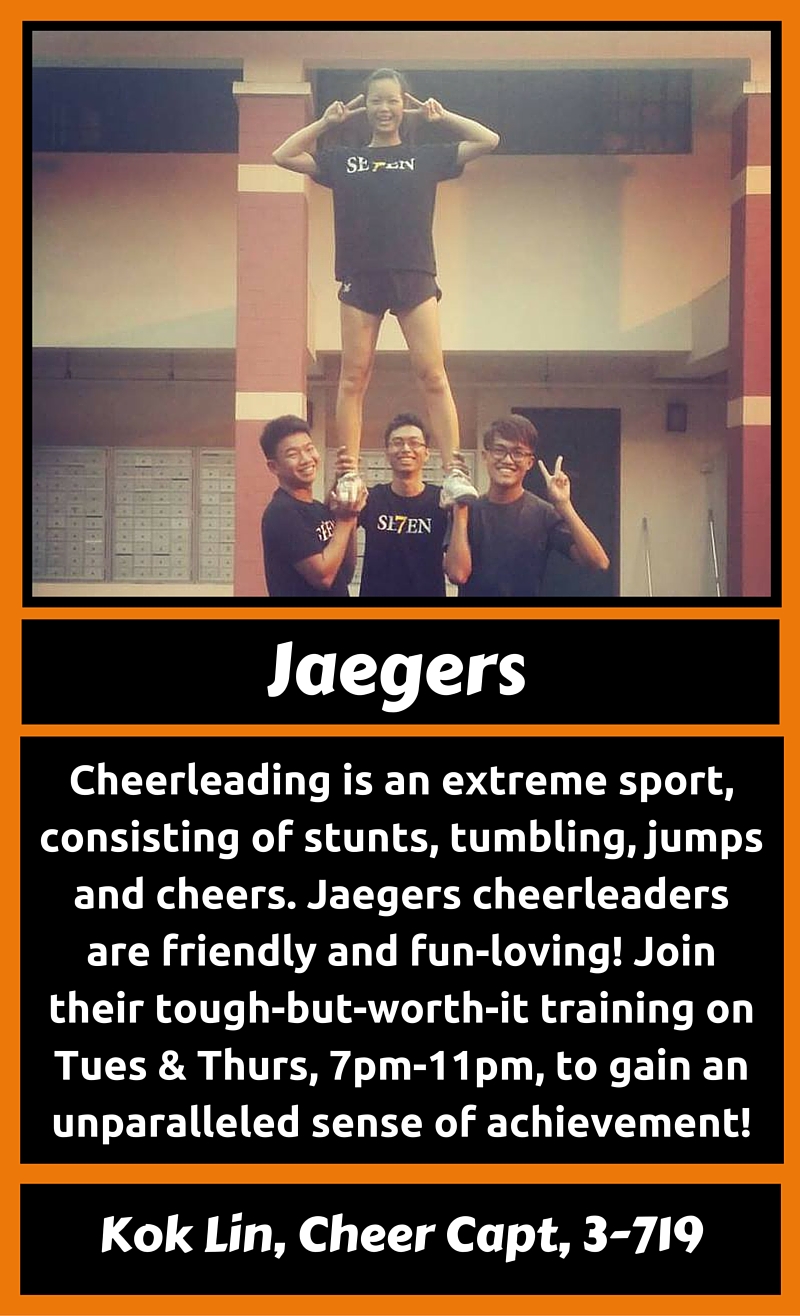 SE7EN
SE7EN
Jaegers
Cheerleading is an extreme sport,
consisting of stunts, tumbling, jumps
and cheers. Jaegers cheerleaders
are friendly and fun-loving! Join
their tough-but-worth-it training on
Tues & Thurs, 7pm-11pm, to gain an
unparalleled sense of achievement!
Kok Lin, Cheer Capt, 3-719